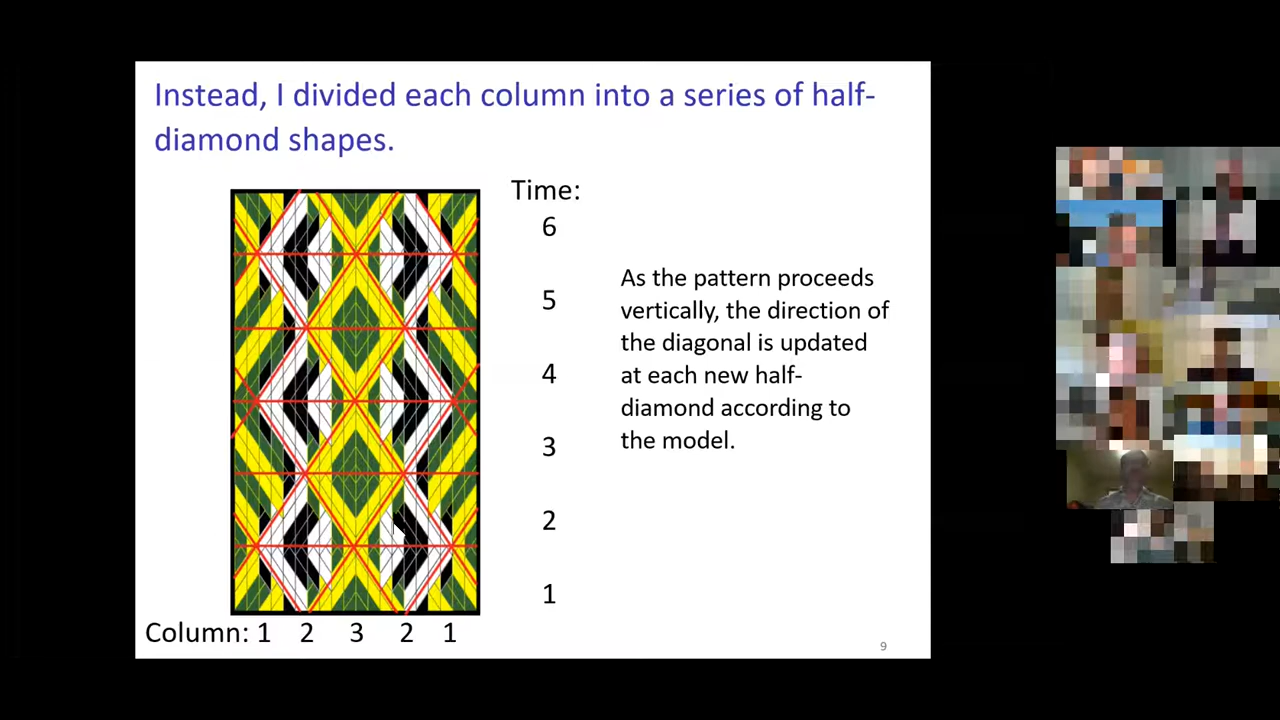 Instead, I divided each column into a series of half-
diamond shapes.
Time:
6
5
4
3
2
1
As the pattern proceeds
vertically, the direction of
the diagonal is updated
at each new half-
diamond according to
the model.
Column: 1 2 3 2 1
9